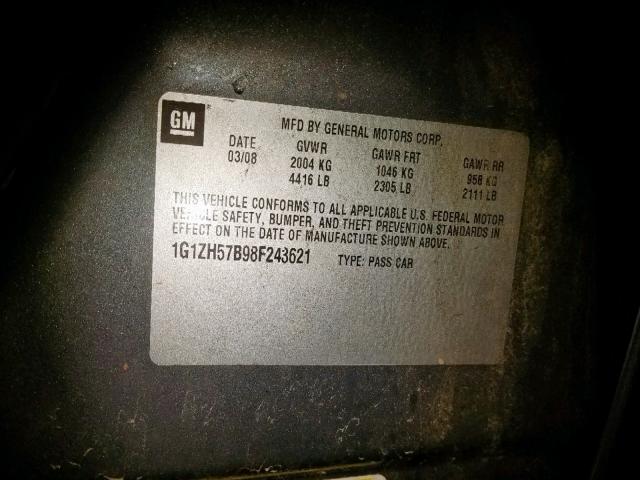 GM
MFD BY GENERAL MOTORS CORP.
DATE GVWR GAWR FRT GAWR RR
03/08 2004 KG 1046 KG 958 KG
4416 LB 2305 LB 2111 LB
THIS VEHICLE CONFORMS TO ALL APPLICABLE U.S. FEDERAL MOTOR
VEHICLE SAFETY, BUMPER, AND THEFT PREVENTION STANDARDS IN
EFFECT ON THE DATE OF MANUFACTURE SHOWN ABOVE.
1G1ZH57B98F243621 TYPE: PASS CAR